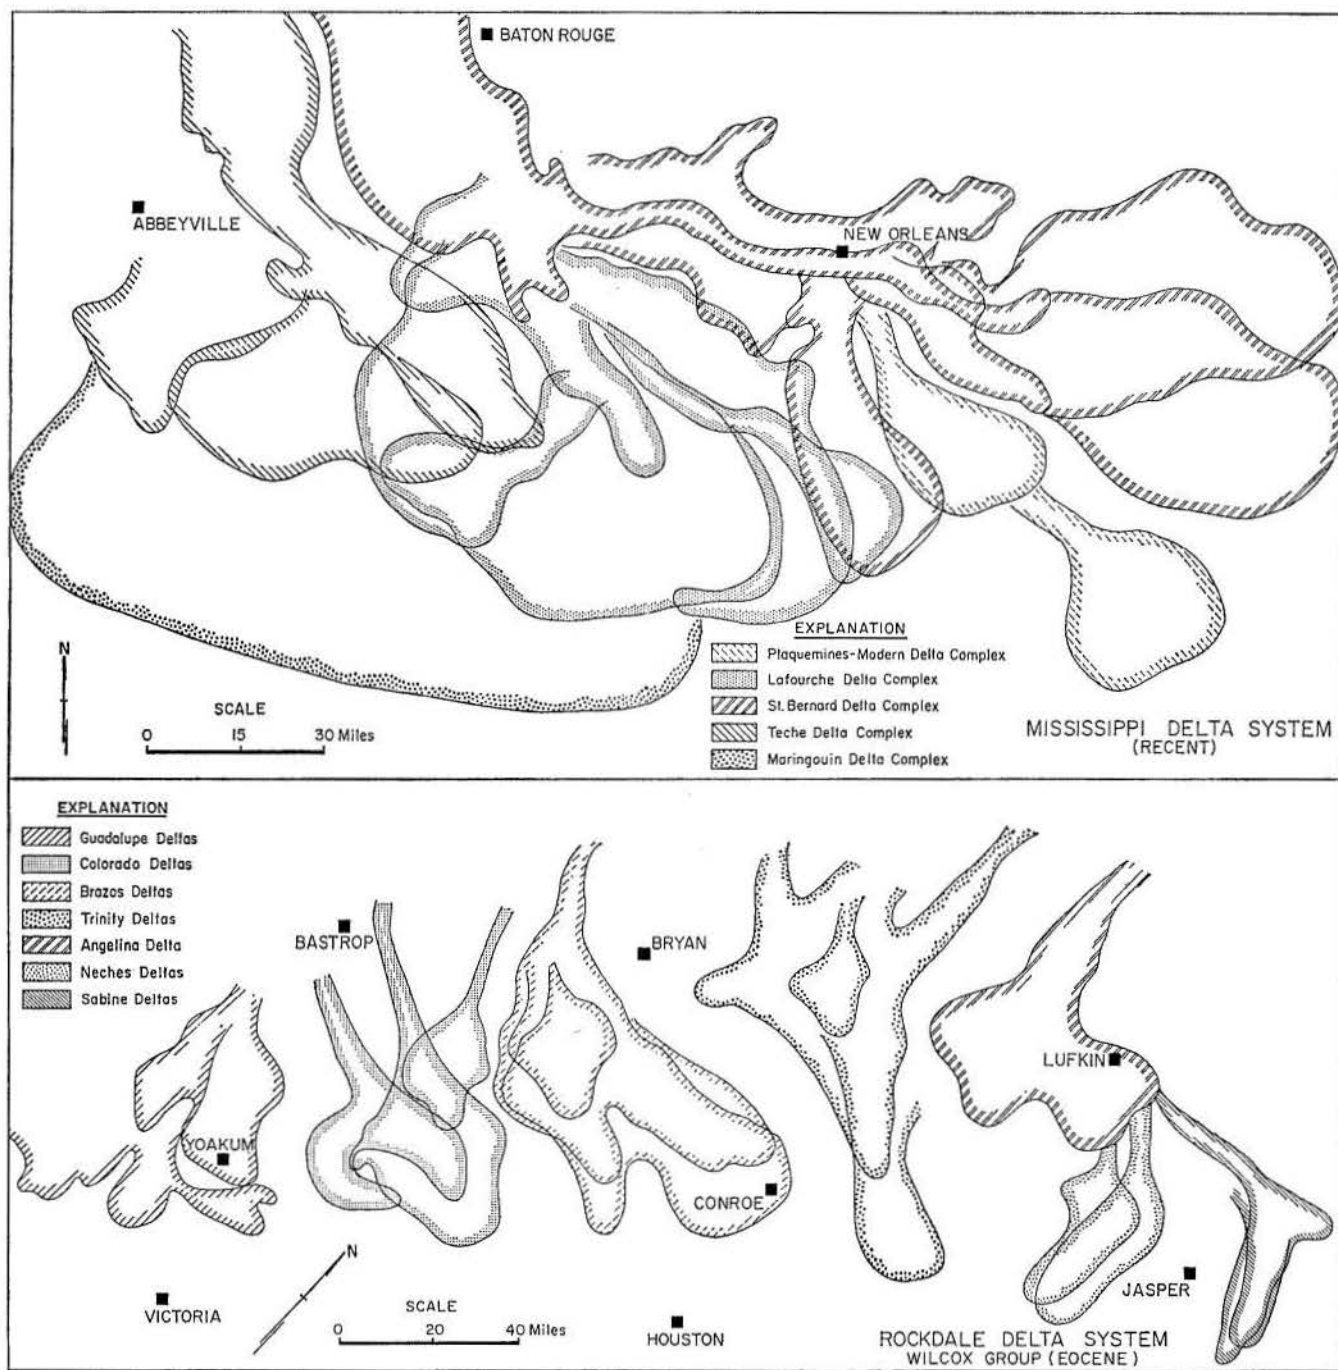 BATON ROUGE
ABBEYVILLE
NEW ORLEANS
N
SCALE
0 15 30 Miles
EXPLANATION
Plaquemines-Modern Delta Complex
Lafourche Delta Complex
St. Bernard Delta Complex
Teche Delta Complex
Maringouin Delta Complex
MISSISSIPPI DELTA SYSTEM
(RECENT)
EXPLANATION
Guadalupe Deltas
Colorado Deltas
Brazos Deltas
Trinity Deltas
Angelina Delta
Neches Deltas
Sabine Deltas
BASTROP
BRYAN
LUFKIN
YOAKUM
CONROE
N
VICTORIA
SCALE
0 20 40 Miles
HOUSTON
JASPER
ROCKDALE DELTA SYSTEM
WILCOX GROUP (EOCENE)